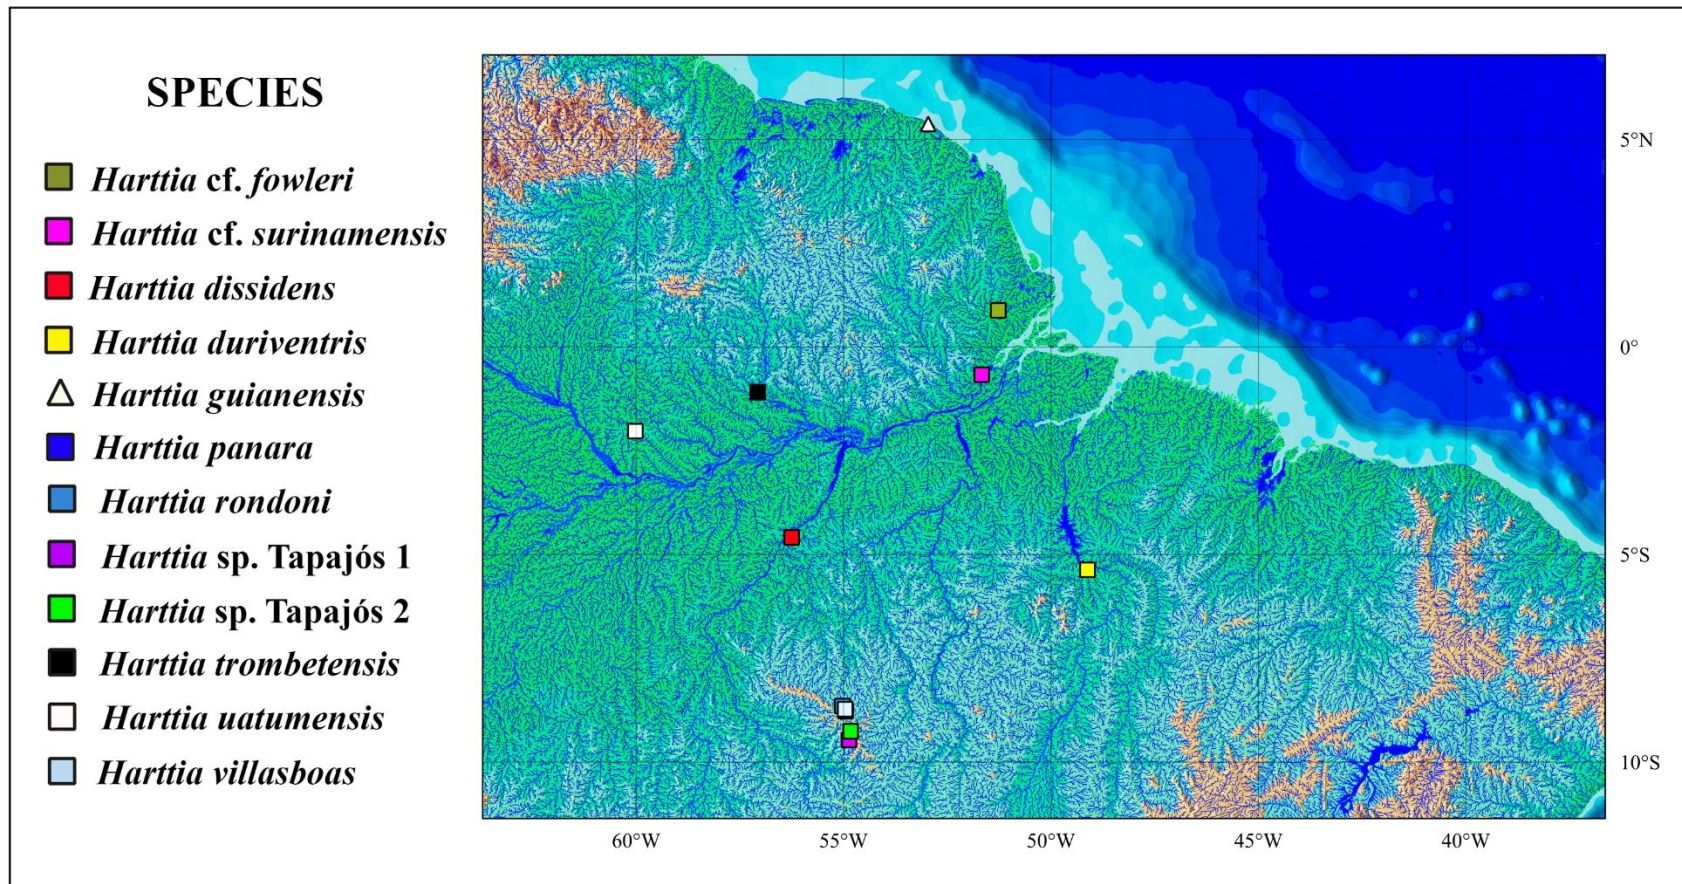 SPECIES
Harttia cf. fowleri
Harttia cf. surinamensis
Harttia dissidens
Harttia duriventris
Harttia guianensis
Harttia panara
Harttia rondoni
Harttia sp. Tapajós 1
Harttia sp. Tapajós 2
Harttia trombetensis
Harttia uatumensis
Harttia villasboas
5°N
0°
5°S
10°S
60°W 55°W 50°W 45°W 40°W